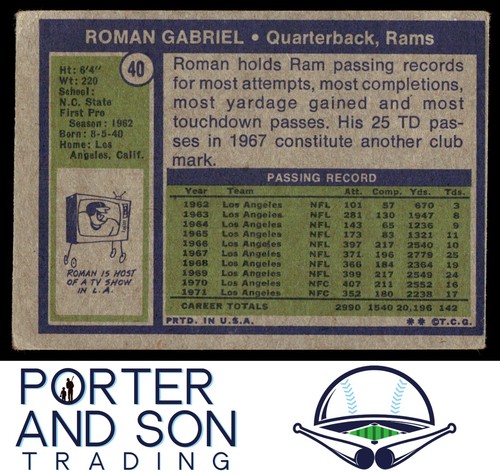 ROMAN GABRIEL • Quarterback, Rams
40
Ht: 6'4"
Wt: 220
School:
N.C. State
First Pro
Season: 1962
Born: 8-5-40
Home: Los
Angeles, Calif.
ROMAN IS HOST
OF A TV SHOW
IN L.A.
Roman holds Ram passing records
for most attempts, most completions,
most yardage gained and most
touchdown passes. His 25 TD pas-
ses in 1967 constitute another club
mark.
PASSING RECORD
Year Team Att. Comp. Yds. Tds.
1962 Los Angeles NFL 101 57 670 3
1963 Los Angeles NFL 281 130 1947 8
1964 Los Angeles NFL 143 65 1236 9
1965 Los Angeles NFL 173 83 1321 11
1966 Los Angeles NFL 397 217 2540 10
1967 Los Angeles NFL 371 196 2779 25
1968 Los Angeles NFL 366 184 2364 19
1969 Los Angeles NFL 399 217 2549 24
1970 Los Angeles NFC 407 211 2552 16
1971 Los Angeles NFC 352 180 2238 17
CAREER TOTALS 2990 1540 20,196 142
PRTD. IN U.S.A. ** © T.C.G.
PORTER
AND SON
TRADING